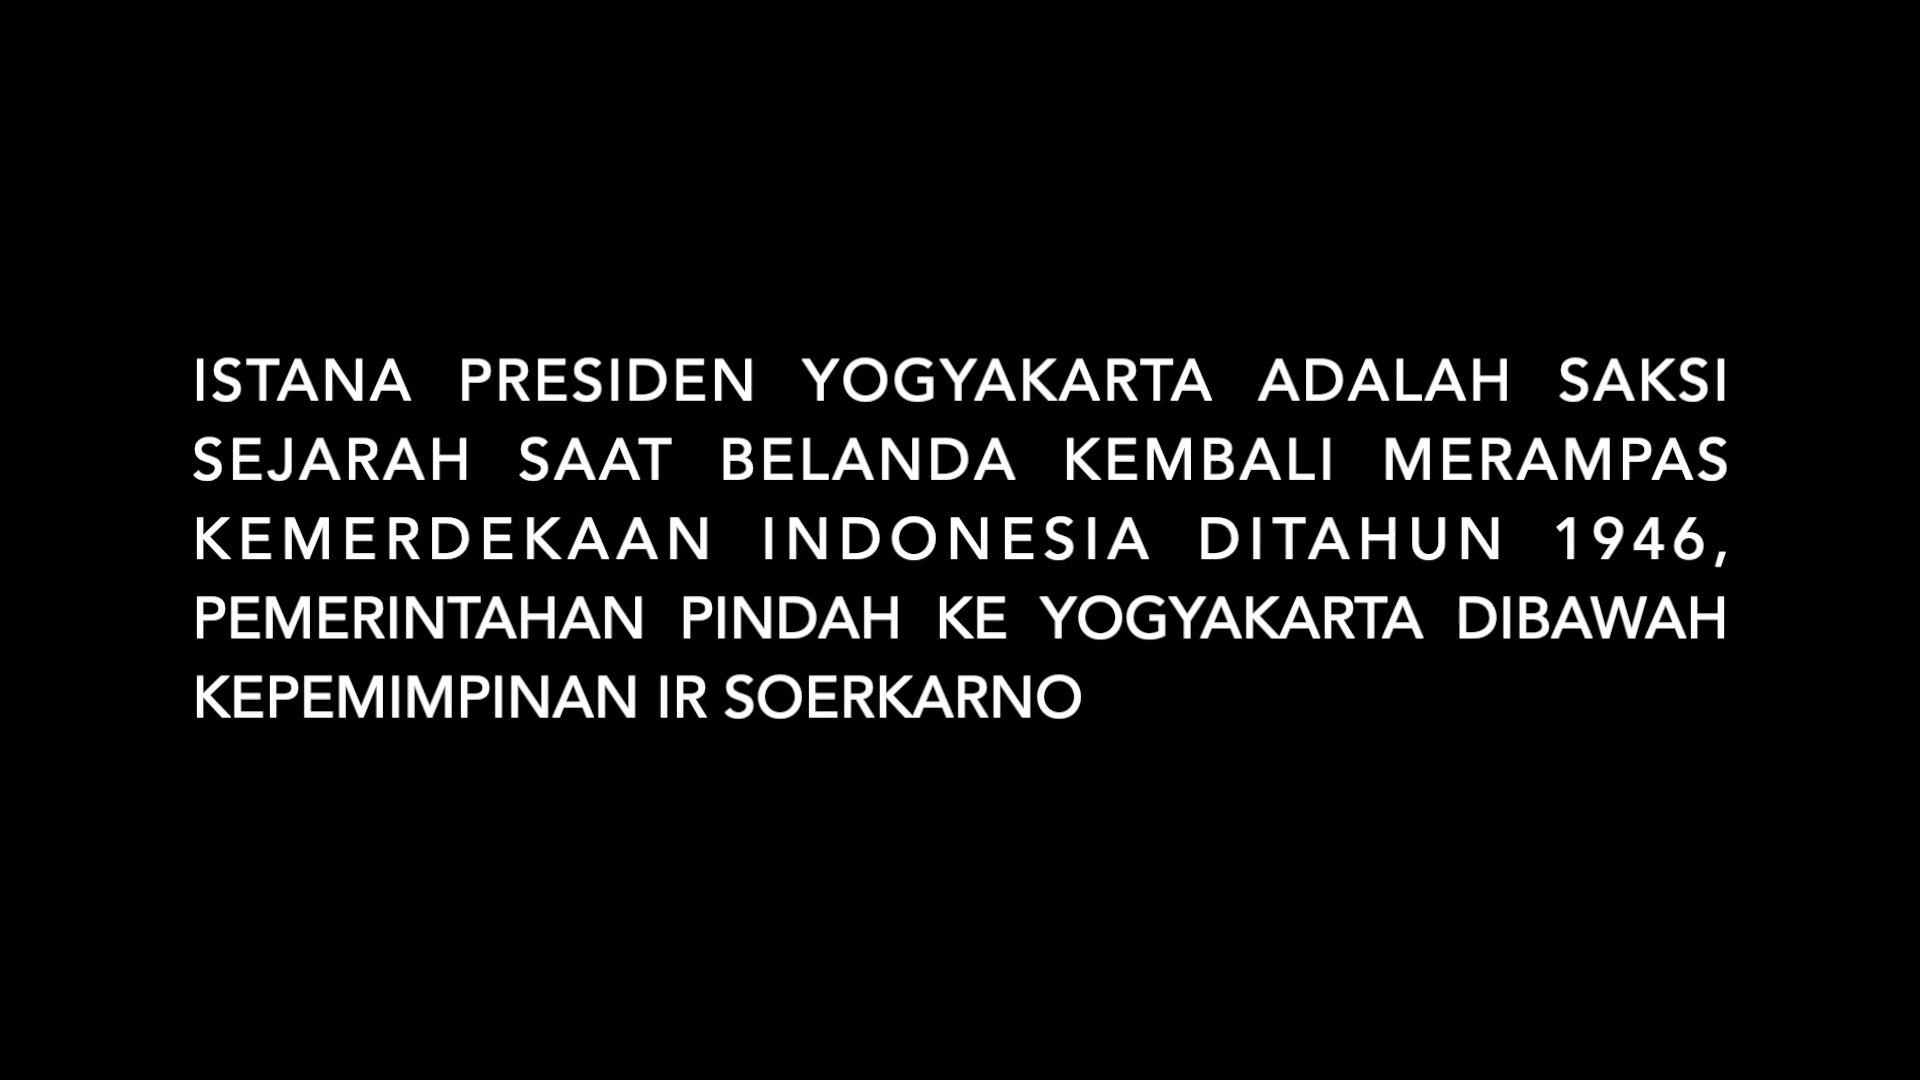 ISTANA PRESIDEN YOGYAKARTA ADALAH SAKSI
SEJARAH SAAT BELANDA KEMBALI MERAMPAS
KEMERDEKAAN INDONESIA DITAHUN 1946,
PEMERINTAHAN PINDAH KE YOGYAKARTA DIBAWAH
KEPEMIMPINAN IR SOERKARNO